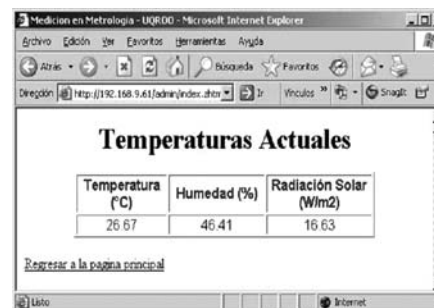 Medicion en Metrologia - UQROO - Microsoft Internet Explorer
Archivo Edición Ver Favoritos Herramientas Ayuda
Atrás Búsqueda Favoritos
Dirección http://192.168.9.61/admin/index.zhtm Ir Vínculos » SnagIt
Temperaturas Actuales
Temperatura (°C) Humedad (%) Radiación Solar (W/m2)
26.67 46.41 16.63
Regresar a la pagina principal
Listo Internet